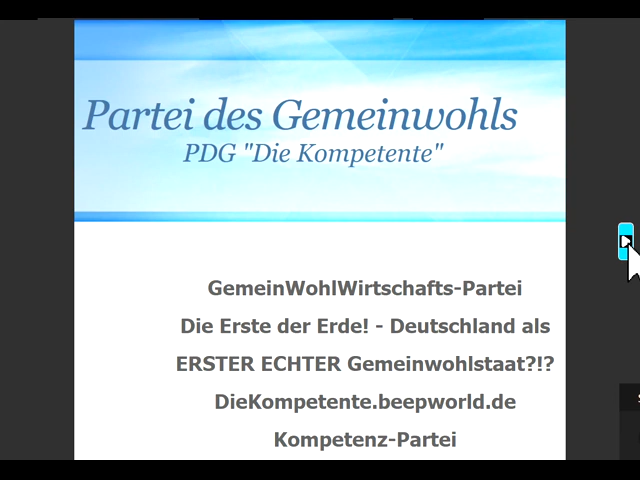 Partei des Gemeinwohls
PDG "Die Kompetente"
GemeinWohlWirtschafts-Partei
Die Erste der Erde! - Deutschland als
ERSTER ECHTER Gemeinwohlstaat?!?
DieKompetente.beepworld.de
Kompetenz-Partei